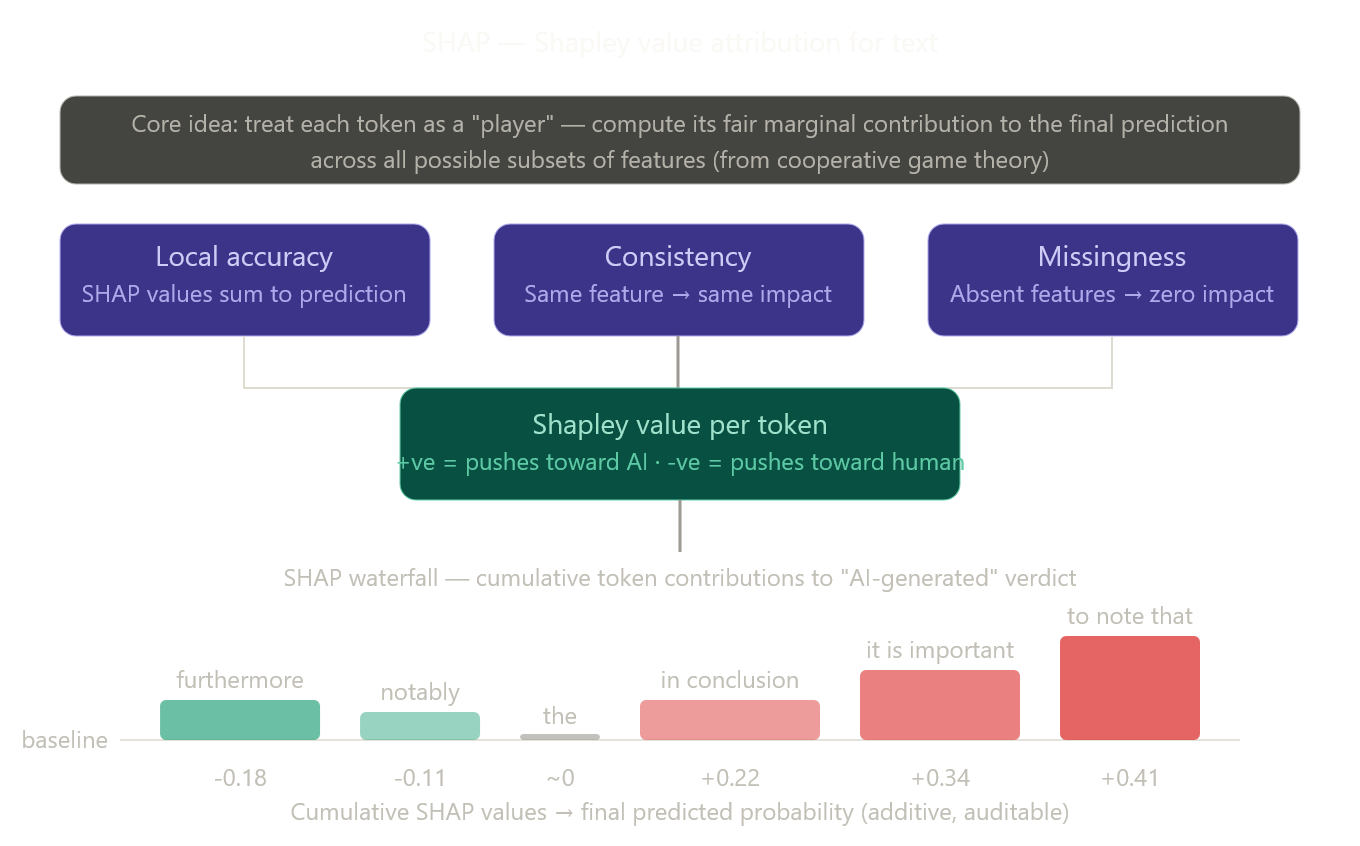 SHAP — Shapley value attribution for text
Core idea: treat each token as a "player" — compute its fair marginal contribution to the final prediction
across all possible subsets of features (from cooperative game theory)
Local accuracy
SHAP values sum to prediction
Consistency
Same feature → same impact
Missingness
Absent features → zero impact
Shapley value per token
+ve = pushes toward AI · -ve = pushes toward human
SHAP waterfall — cumulative token contributions to "AI-generated" verdict
furthermore
notably
the
in conclusion
it is important
to note that
baseline
-0.18
-0.11
~0
+0.22
+0.34
+0.41
Cumulative SHAP values → final predicted probability (additive, auditable)